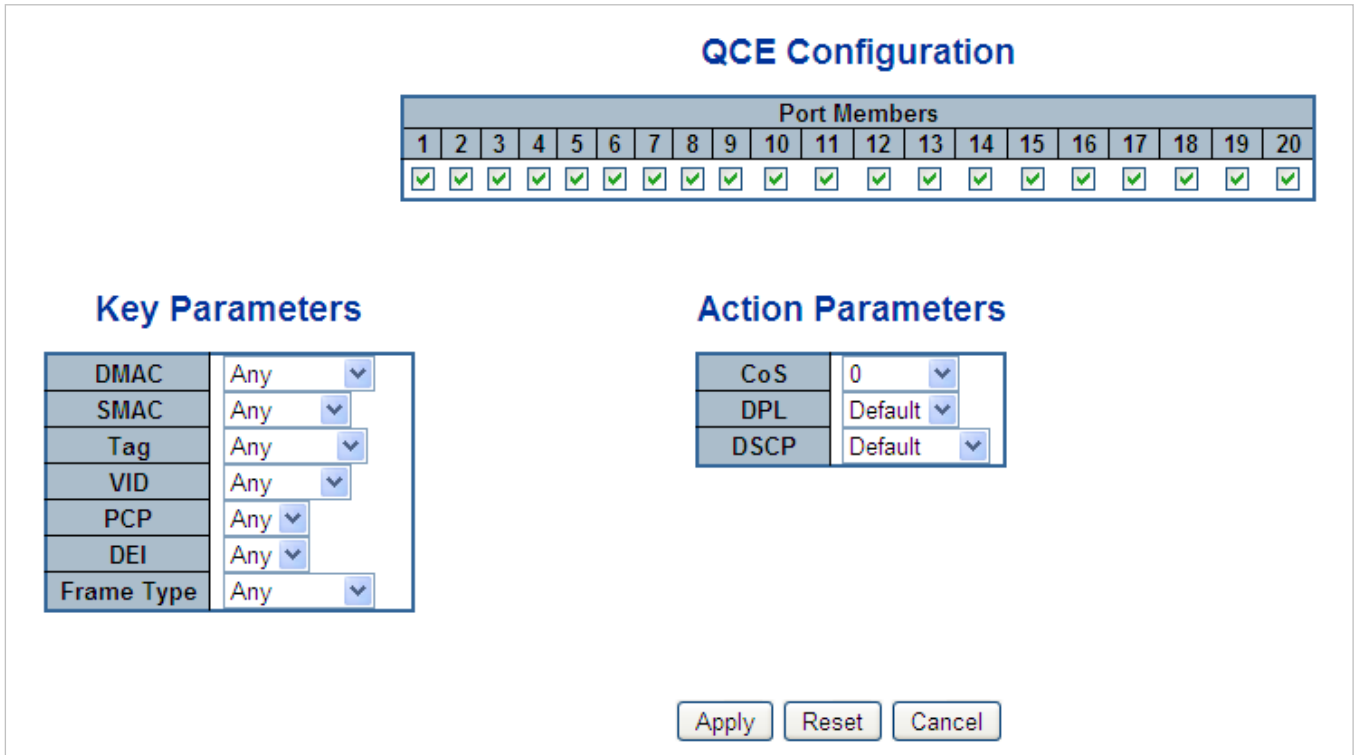 QCE Configuration
Port Members
1 2 3 4 5 6 7 8 9 10 11 12 13 14 15 16 17 18 19 20
Key Parameters
DMAC Any
SMAC Any
Tag Any
VID Any
PCP Any
DEI Any
Frame Type Any
Action Parameters
CoS 0
DPL Default
DSCP Default
Apply Reset Cancel